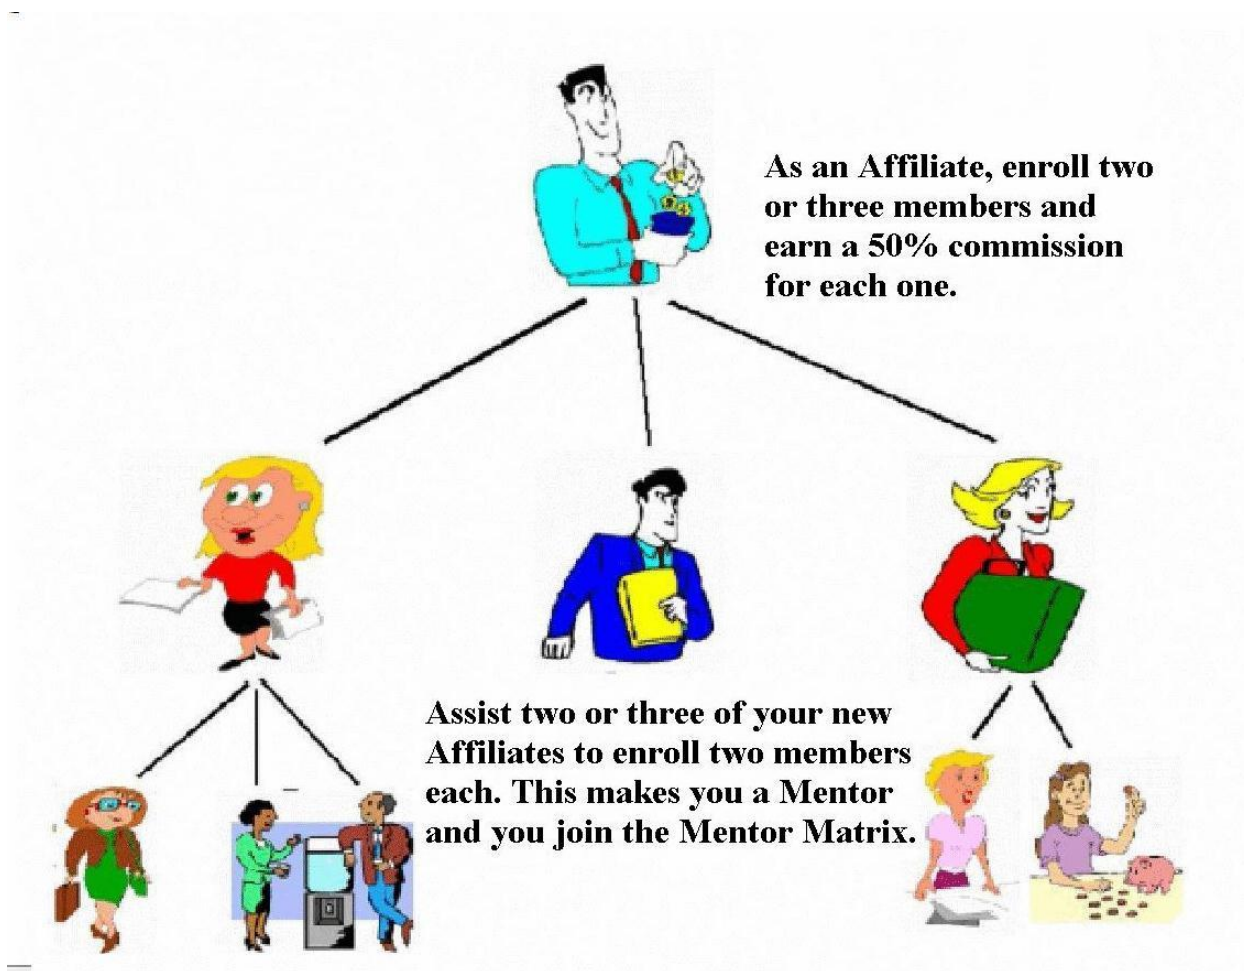 As an Affiliate, enroll two
or three members and
earn a 50% commission
for each one.
Assist two or three of your new
Affiliates to enroll two members
each. This makes you a Mentor
and you join the Mentor Matrix.